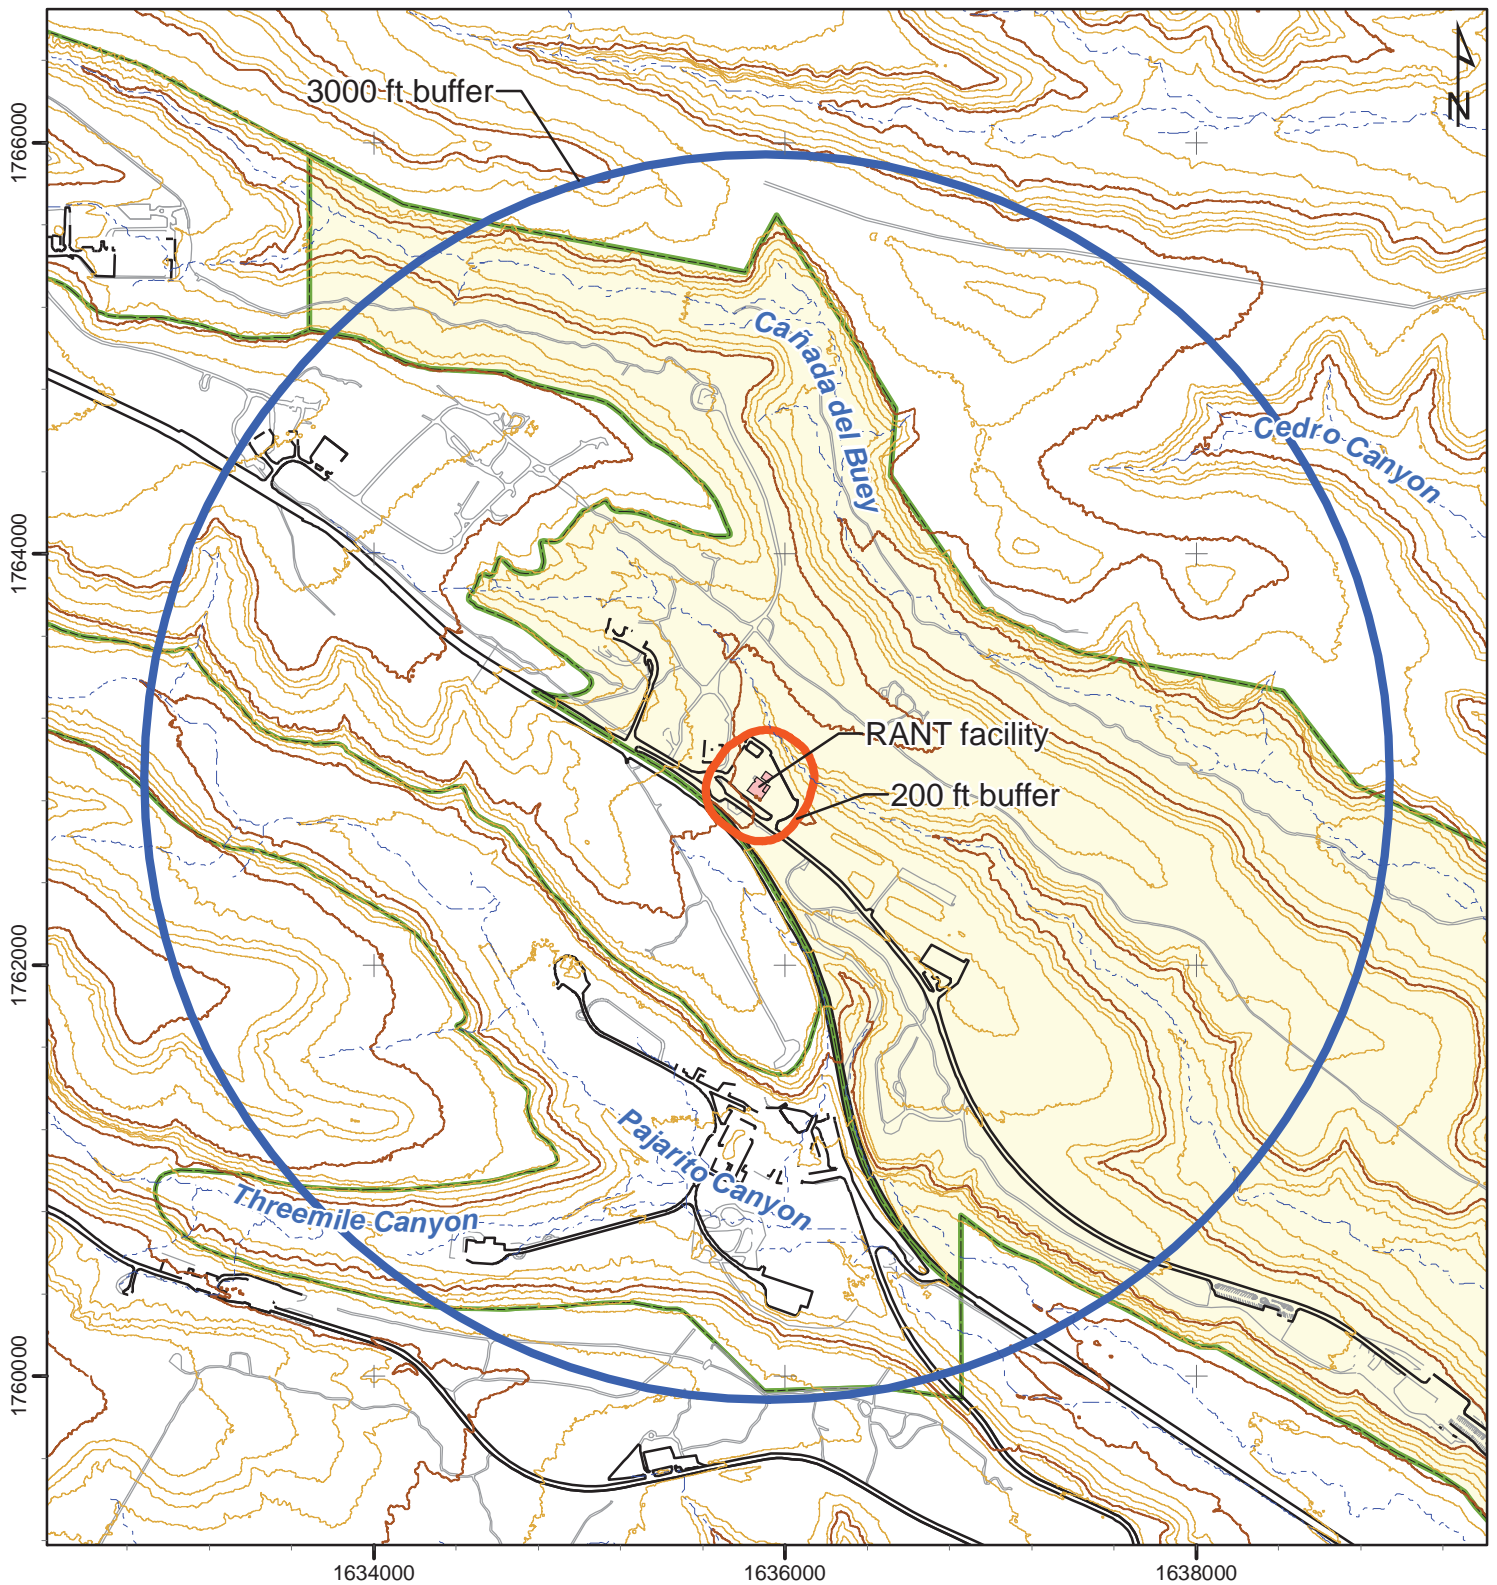 3000 ft buffer
N
1766000
Cañada del Buey
Cedro Canyon
1764000
RANT facility
200 ft buffer
1762000
Pajarito Canyon
Threemile Canyon
1760000
1634000
1636000
1638000